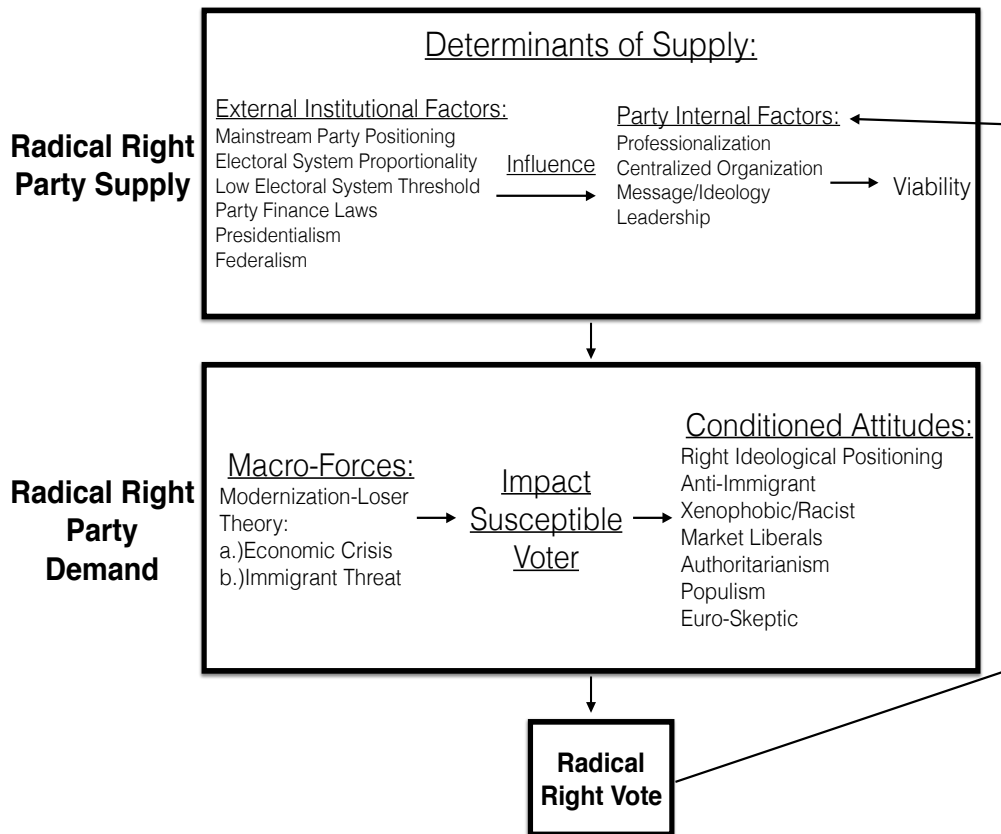 Determinants of Supply:
Radical Right
Party Supply
External Institutional Factors:
Mainstream Party Positioning
Electoral System Proportionality
Low Electoral System Threshold
Party Finance Laws
Presidentialism
Federalism
Influence
Party Internal Factors:
Professionalization
Centralized Organization
Message/Ideology
Leadership
Viability
Radical Right
Party
Demand
Macro-Forces:
Modernization-Loser
Theory:
a.)Economic Crisis
b.)Immigrant Threat
Impact
Susceptible
Voter
Conditioned Attitudes:
Right Ideological Positioning
Anti-Immigrant
Xenophobic/Racist
Market Liberals
Authoritarianism
Populism
Euro-Skeptic
Radical
Right Vote